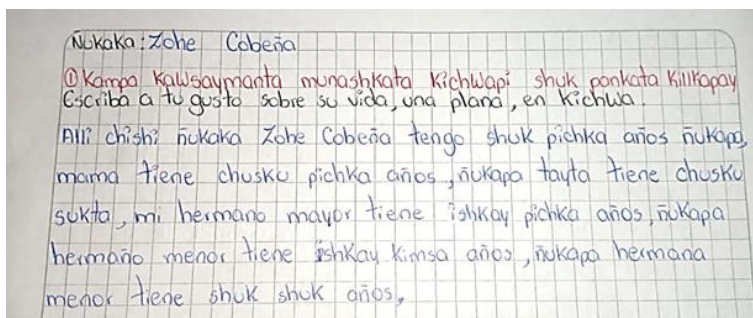 Ñukaka: Zohe Cobeña
① Kampa Kawsaymanta munashkata Kichwapi shuk pankata Killkapay
Escriba a tu gusto sobre su vida, una plana, en Kichwa.
Alli chishi ñukaka Zohe Cobeña tengo shuk pichka años ñukapa,
mama tiene chusku pichka años, ñukapa tayta tiene chusku
sukta, mi hermano mayor tiene ishkay pichka años, ñukapa
hermaño menor tiene ishkay kimsa años, ñukapa hermana
menor tiene shuk shuk años,